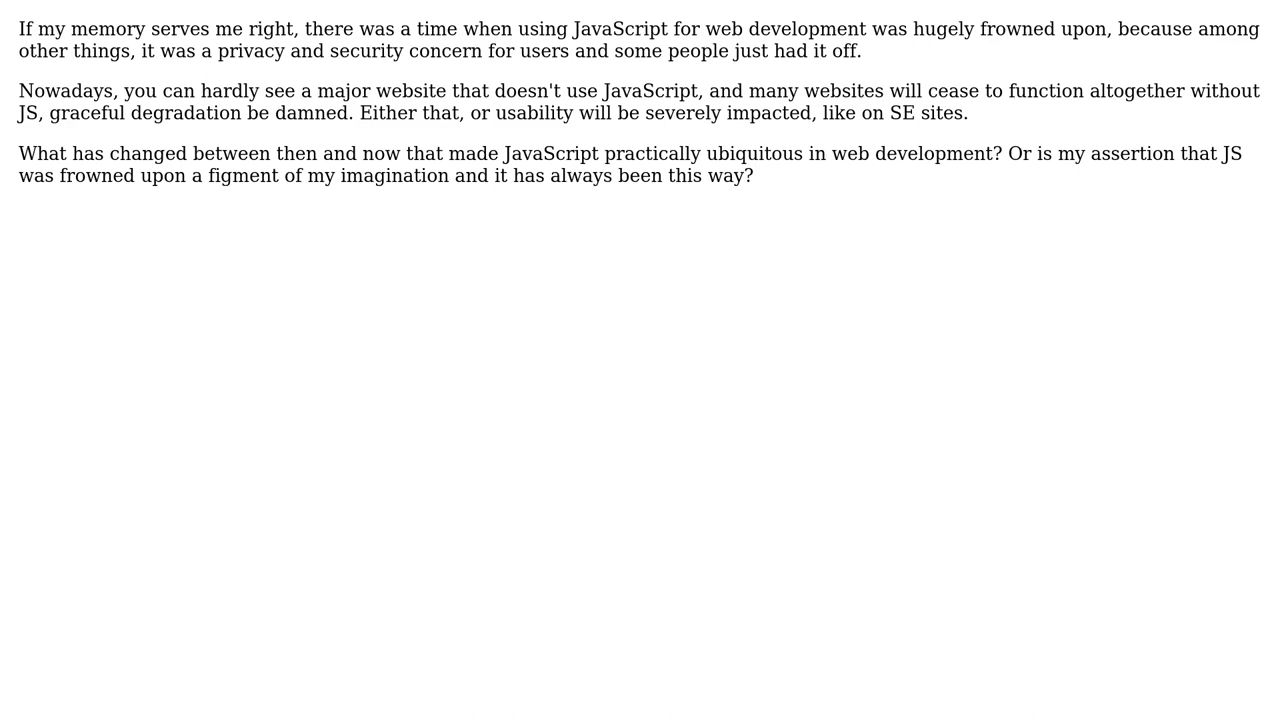 If my memory serves me right, there was a time when using JavaScript for web development was hugely frowned upon, because among
other things, it was a privacy and security concern for users and some people just had it off.
Nowadays, you can hardly see a major website that doesn't use JavaScript, and many websites will cease to function altogether without
JS, graceful degradation be damned. Either that, or usability will be severely impacted, like on SE sites.
What has changed between then and now that made JavaScript practically ubiquitous in web development? Or is my assertion that JS
was frowned upon a figment of my imagination and it has always been this way?